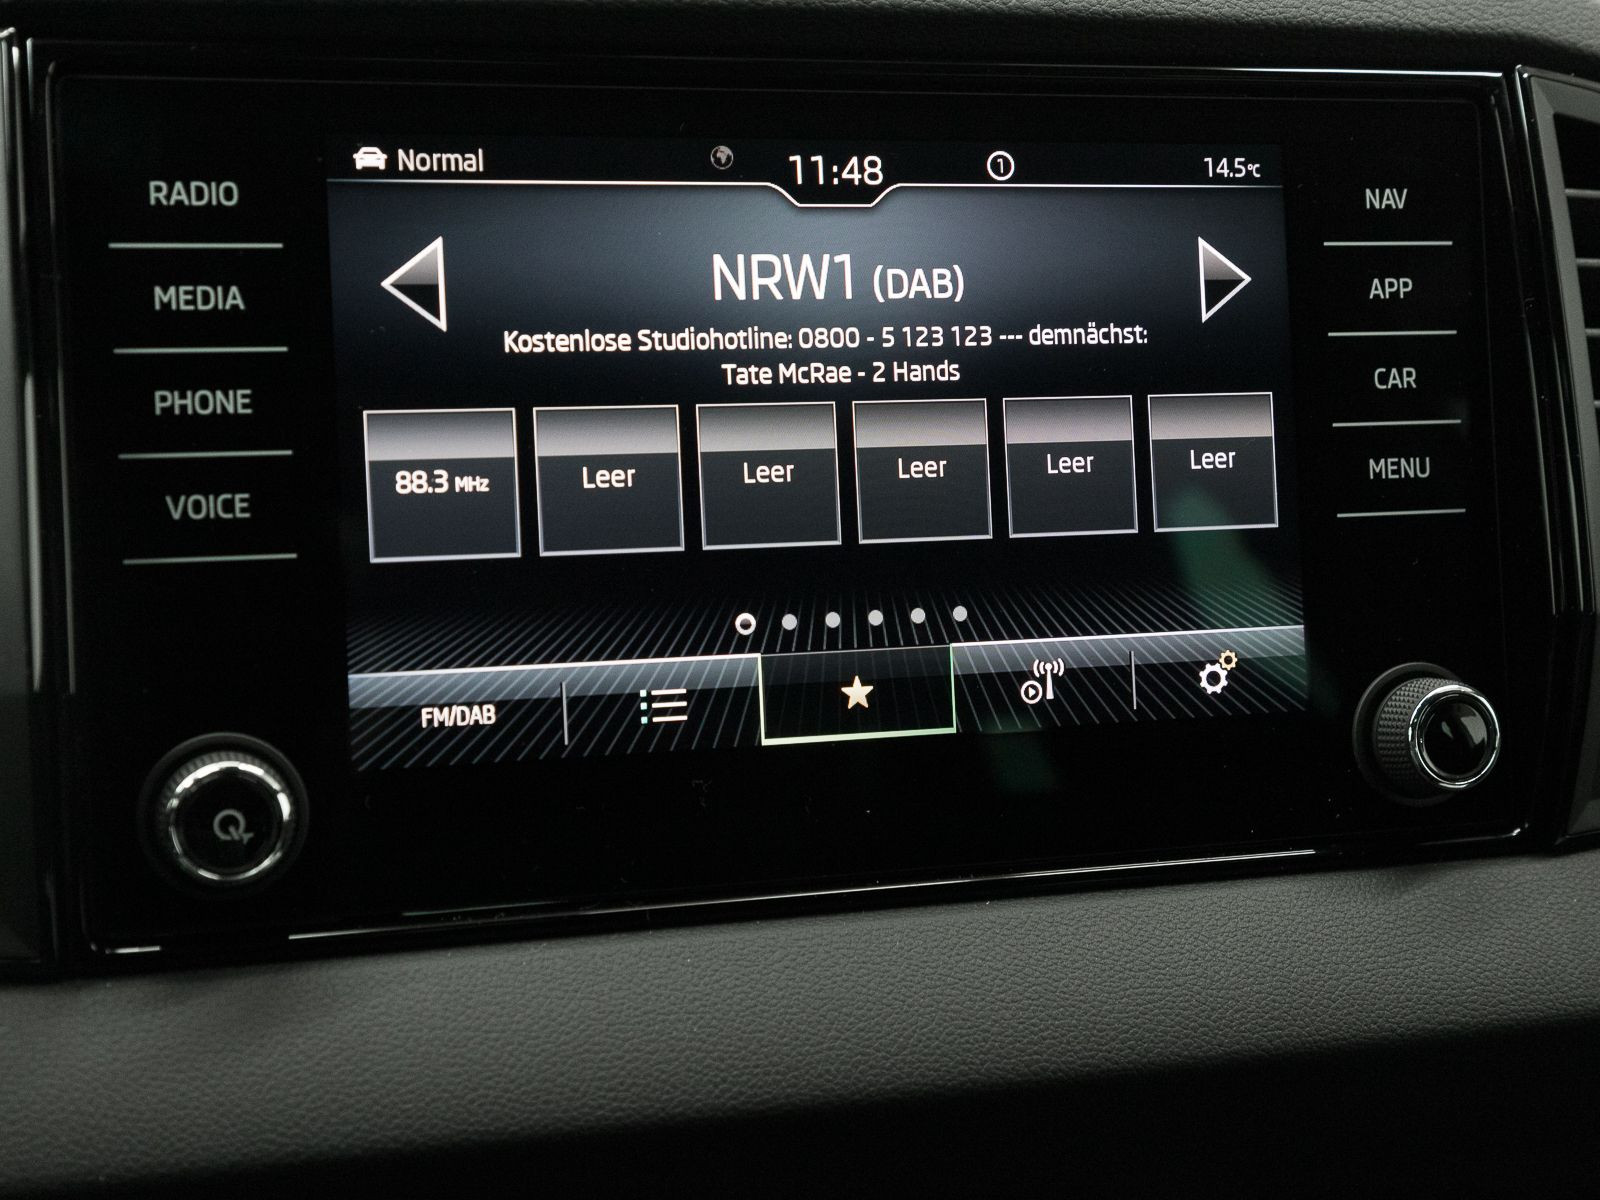 Normal
11:48
1
14.5°C
RADIO
MEDIA
PHONE
VOICE
NRW1 (DAB)
Kostenlose Studiohotline: 0800 - 5 123 123 --- demnächst:
Tate McRae - 2 Hands
88.3 MHz
Leer
Leer
Leer
Leer
Leer
FM/DAB
NAV
APP
CAR
MENU